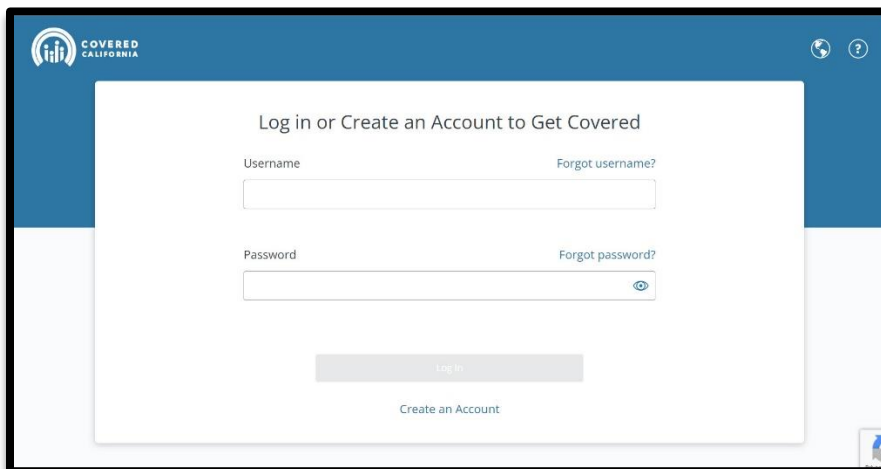 COVERED
CALIFORNIA
?
Log in or Create an Account to Get Covered
Username Forgot username?
Password Forgot password?
Log in
Create an Account